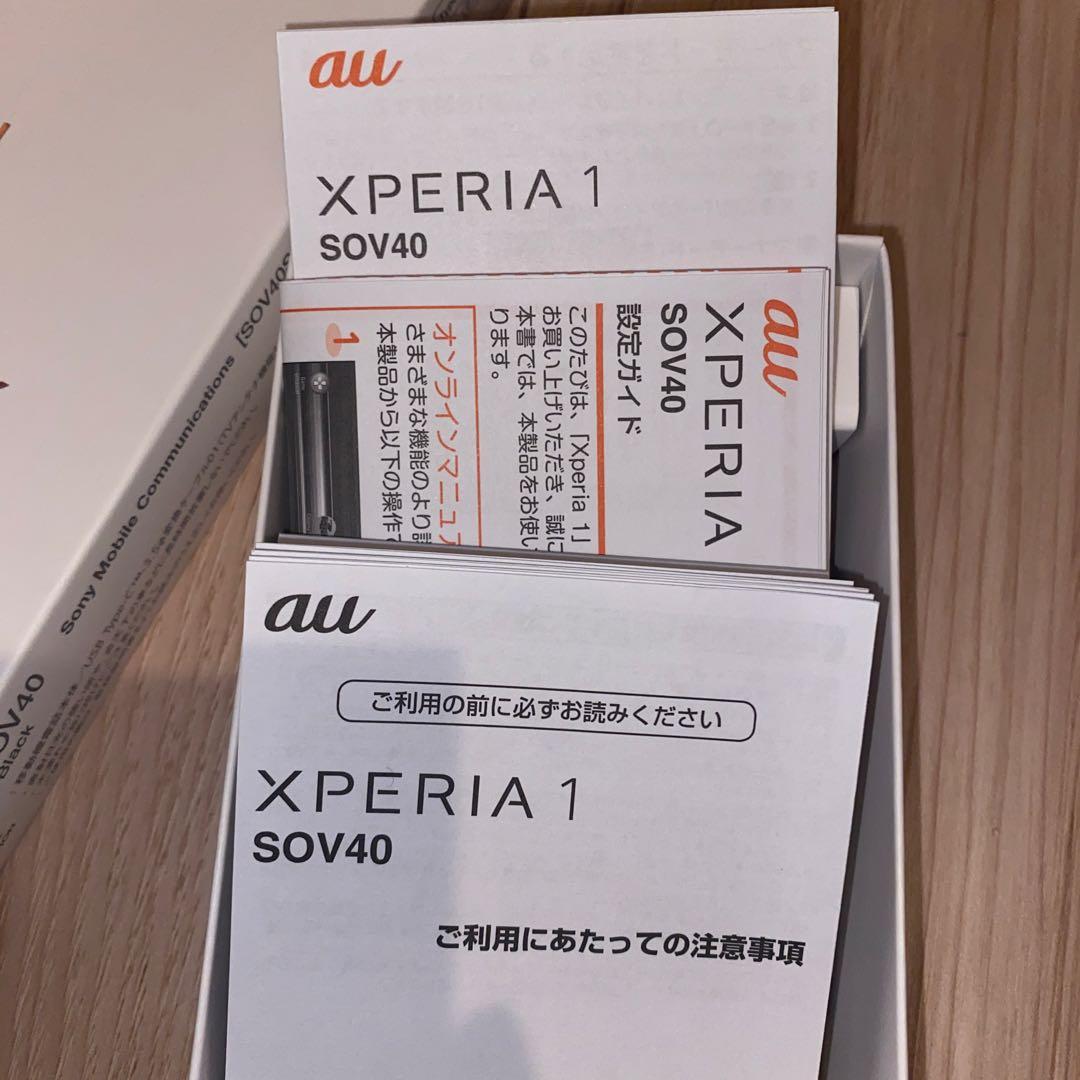 au
XPERIA 1
SOV40
au
XPERIA
SOV40
設定ガイド
このたびは、「Xperia 1」
お買い上げいただき、誠に
本書では、本製品をお使い
ります。
オンラインマニュア
さまざまな機能のより詳
本製品から以下の操作で
1
au
ご利用の前に必ずお読みください
XPERIA 1
SOV40
ご利用にあたっての注意事項
Sony Mobile Communications [SOV40S
OV40
Black